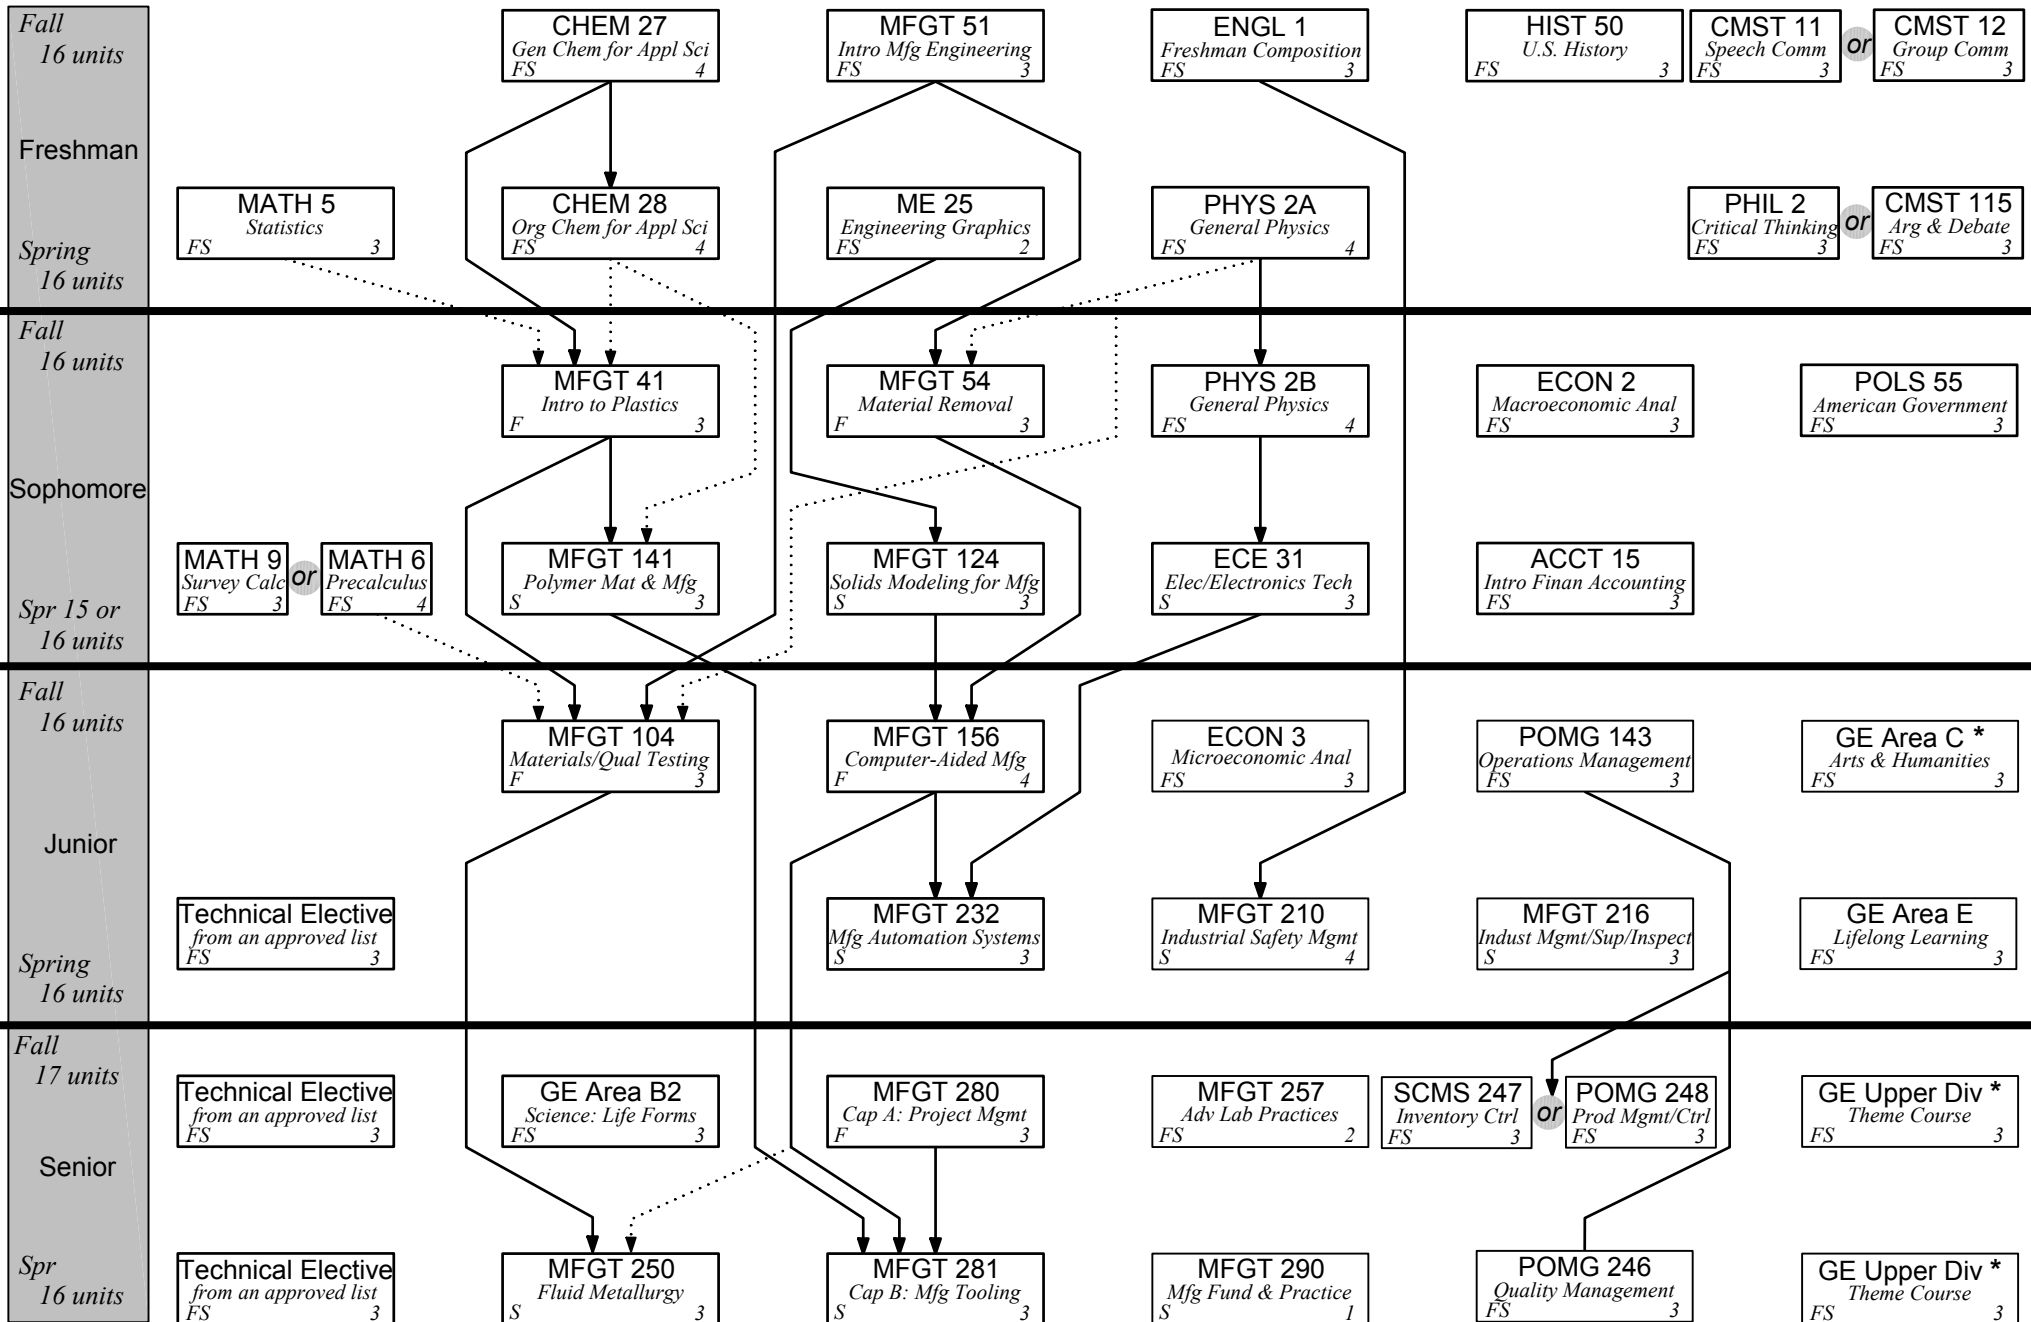 Fall
16 units
CHEM 27
Gen Chem for Appl Sci
FS 4
MFGT 51
Intro Mfg Engineering
FS 3
ENGL 1
Freshman Composition
FS 3
HIST 50
U.S. History
FS 3
CMST 11
Speech Comm
FS 3
or
CMST 12
Group Comm
FS 3
Freshman
Spring
16 units
MATH 5
Statistics
FS 3
CHEM 28
Org Chem for Appl Sci
FS 4
ME 25
Engineering Graphics
FS 2
PHYS 2A
General Physics
FS 4
PHIL 2
Critical Thinking
FS 3
or
CMST 115
Arg & Debate
FS 3
Fall
16 units
MFGT 41
Intro to Plastics
F 3
MFGT 54
Material Removal
F 3
PHYS 2B
General Physics
FS 4
ECON 2
Macroeconomic Anal
FS 3
POLS 55
American Government
FS 3
Sophomore
Spr 15 or
16 units
MATH 9
Survey Calc
FS 3
or
MATH 6
Precalculus
FS 4
MFGT 141
Polymer Mat & Mfg
S 3
MFGT 124
Solids Modeling for Mfg
S 3
ECE 31
Elec/Electronics Tech
S 3
ACCT 15
Intro Finan Accounting
FS 3
Fall
16 units
MFGT 104
Materials/Qual Testing
F 3
MFGT 156
Computer-Aided Mfg
F 4
ECON 3
Microeconomic Anal
FS 3
POMG 143
Operations Management
FS 3
GE Area C *
Arts & Humanities
FS 3
Junior
Spring
16 units
Technical Elective
from an approved list
FS 3
MFGT 232
Mfg Automation Systems
S 3
MFGT 210
Industrial Safety Mgmt
S 4
MFGT 216
Indust Mgmt/Sup/Inspect
S 3
GE Area E
Lifelong Learning
FS 3
Fall
17 units
Technical Elective
from an approved list
FS 3
GE Area B2
Science: Life Forms
FS 3
MFGT 280
Cap A: Project Mgmt
F 3
MFGT 257
Adv Lab Practices
FS 2
SCMS 247
Inventory Ctrl
FS 3
or
POMG 248
Prod Mgmt/Ctrl
FS 3
GE Upper Div *
Theme Course
FS 3
Senior
Spr
16 units
Technical Elective
from an approved list
FS 3
MFGT 250
Fluid Metallurgy
S 3
MFGT 281
Cap B: Mfg Tooling
S 3
MFGT 290
Mfg Fund & Practice
S 1
POMG 246
Quality Management
FS 3
GE Upper Div *
Theme Course
FS 3